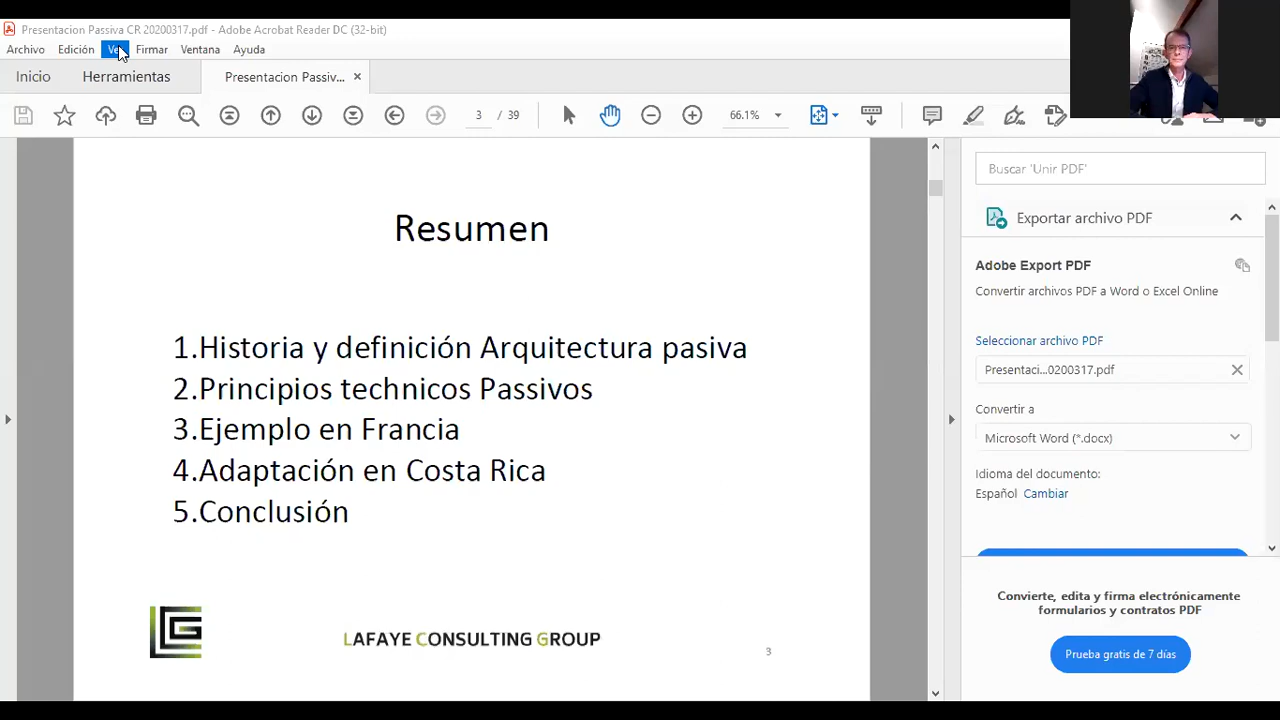 Presentacion Passiva CR 20200317.pdf - Adobe Acrobat Reader DC (32-bit)
Archivo Edición Ver Firmar Ventana Ayuda
Inicio Herramientas Presentacion Passiv... ×
3 / 39 66.1%
Resumen
1.Historia y definición Arquitectura pasiva
2.Principios technicos Passivos
3.Ejemplo en Francia
4.Adaptación en Costa Rica
5.Conclusión
LAFAYE CONSULTING GROUP
3
Buscar 'Unir PDF'
Exportar archivo PDF
Adobe Export PDF
Convertir archivos PDF a Word o Excel Online
Seleccionar archivo PDF
Presentaci...0200317.pdf
Convertir a
Microsoft Word (*.docx)
Idioma del documento:
Español Cambiar
Convierte, edita y firma electrónicamente
formularios y contratos PDF
Prueba gratis de 7 días